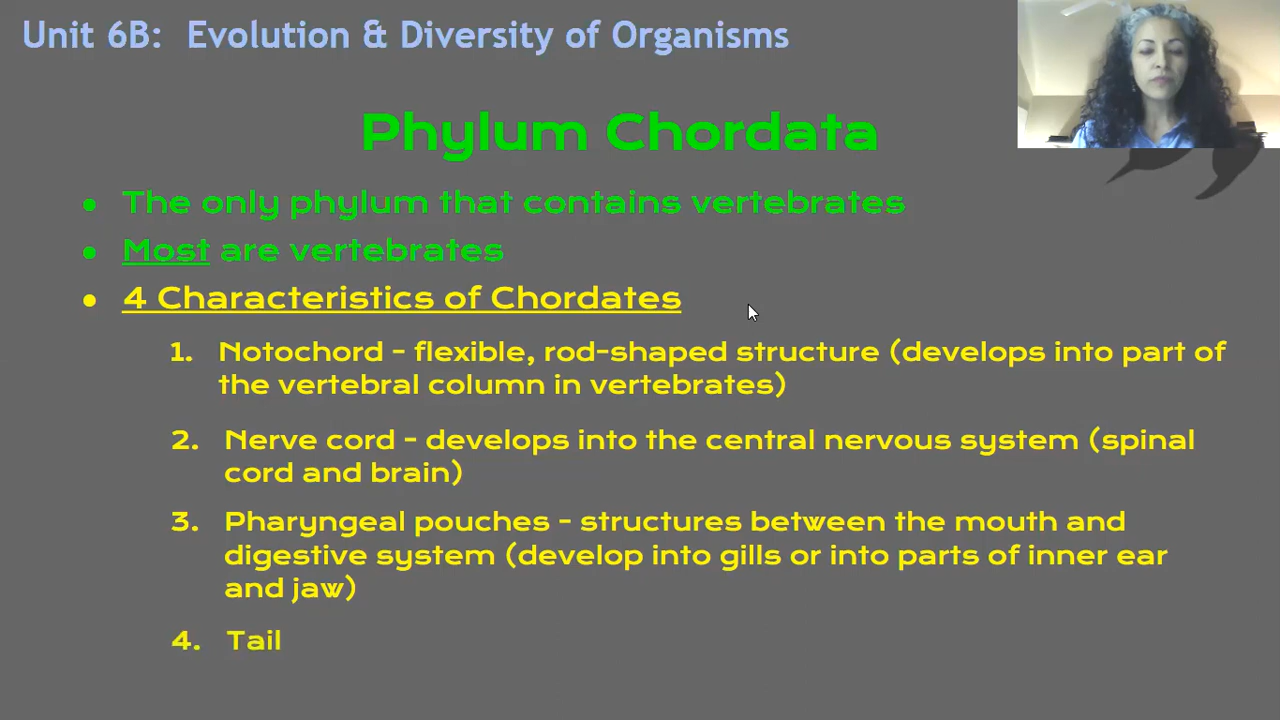 Unit 6B: Evolution & Diversity of Organisms
Phylum Chordata
• The only phylum that contains vertebrates
• Most are vertebrates
• 4 Characteristics of Chordates
1. Notochord - flexible, rod-shaped structure (develops into part of
the vertebral column in vertebrates)
2. Nerve cord - develops into the central nervous system (spinal
cord and brain)
3. Pharyngeal pouches - structures between the mouth and
digestive system (develop into gills or into parts of inner ear
and jaw)
4. Tail